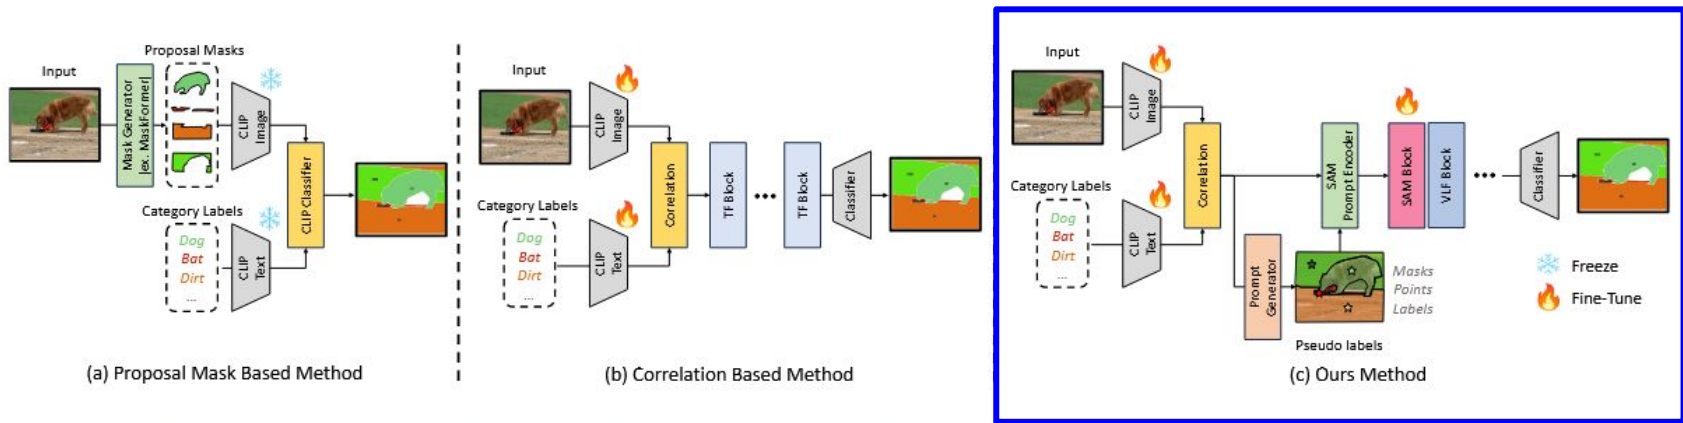 Input
Mask Generator
|ex. MaskFormer|
Proposal Masks
CLIP
Image
Category Labels
Dog
Bat
Dirt
...
CLIP
Text
CLIP Classifier
(a) Proposal Mask Based Method
Input
CLIP
Image
Category Labels
Dog
Bat
Dirt
...
CLIP
Text
Correlation
TF Block
TF Block
Classifier
(b) Correlation Based Method
Input
CLIP
Image
Category Labels
Dog
Bat
Dirt
...
CLIP
Text
Correlation
Prompt
Generator
SAM
Prompt Encoder
SAM Block
VLF Block
Classifier
Masks
Points
Labels
Pseudo labels
Freeze
Fine-Tune
(c) Ours Method